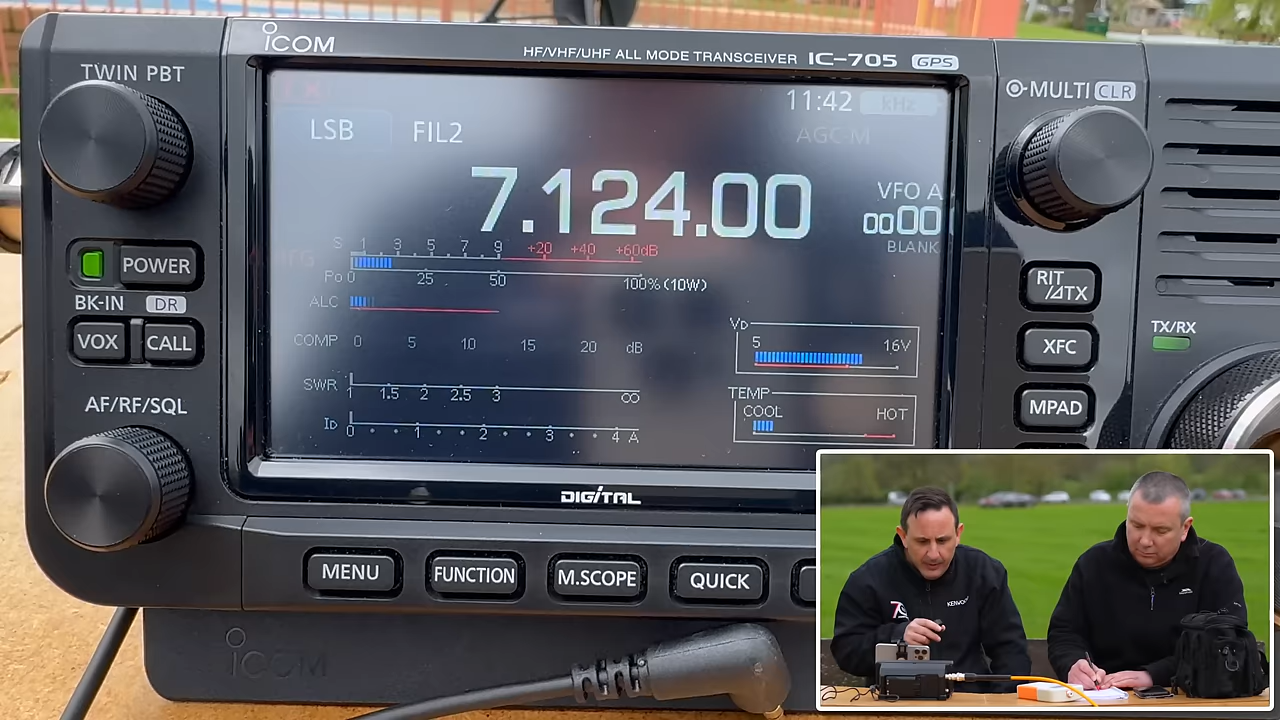 ICOM
HF/VHF/UHF ALL MODE TRANSCEIVER IC-705 GPS
TWIN PBT
MULTI CLR
11:42 kHz
LSB FIL2 AGC-M
7.124.00
VFO A
0000
BLANK
S 1 3 5 7 9 +20 +40 +60dB
Po 0 25 50 100% (10W)
ALC
COMP 0 5 10 15 20 dB
SWR 1 1.5 2 2.5 3 ∞
ID 0 1 2 3 4 A
VD
5 16V
TEMP
COOL HOT
POWER
BK-IN DR
VOX CALL
AF/RF/SQL
RIT
/⊿TX
TX/RX
XFC
MPAD
DIGITAL
MENU FUNCTION M.SCOPE QUICK
ICOM